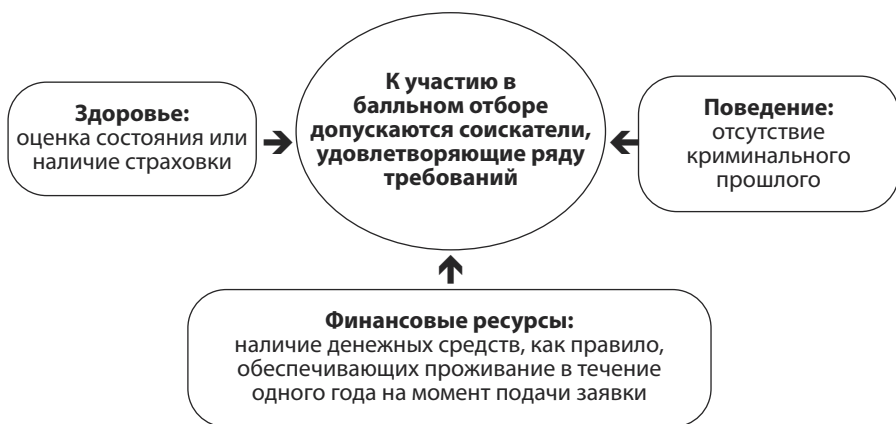 К участию в
балльном отборе
допускаются соискатели,
удовлетворяющие ряду
требований
Здоровье:
оценка состояния или
наличие страховки
Поведение:
отсутствие
криминального
прошлого
Финансовые ресурсы:
наличие денежных средств, как правило,
обеспечивающих проживание в течение
одного года на момент подачи заявки